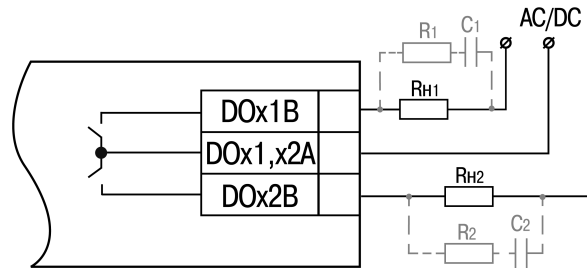 AC/DC
R1
C1
RH1
DOx1B
DOx1,x2A
DOx2B
RH2
R2
C2